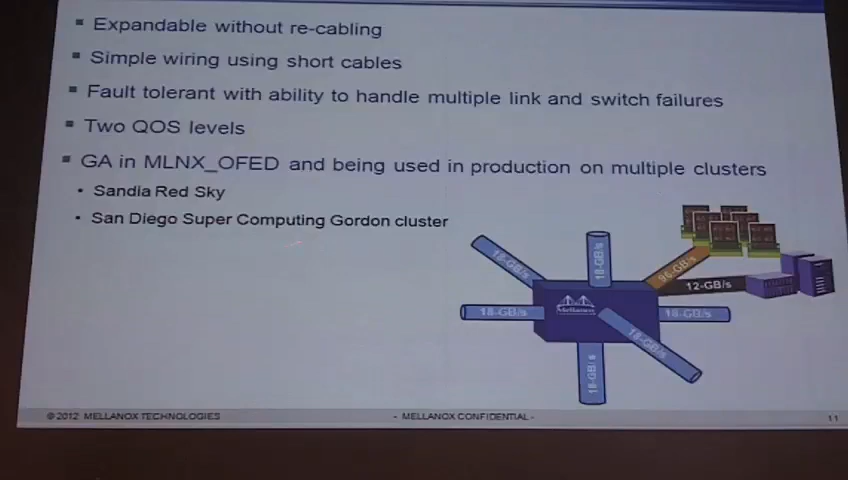 Expandable without re-cabling
Simple wiring using short cables
Fault tolerant with ability to handle multiple link and switch failures
Two QOS levels
GA in MLNX_OFED and being used in production on multiple clusters
Sandia Red Sky
San Diego Super Computing Gordon cluster
18-GB/s
18-GB/s
96-GB/s
12-GB/s
18-GB/s
Mellanox
18-GB/s
18-GB/s
18-GB/s
© 2012 MELLANOX TECHNOLOGIES
- MELLANOX CONFIDENTIAL -
11